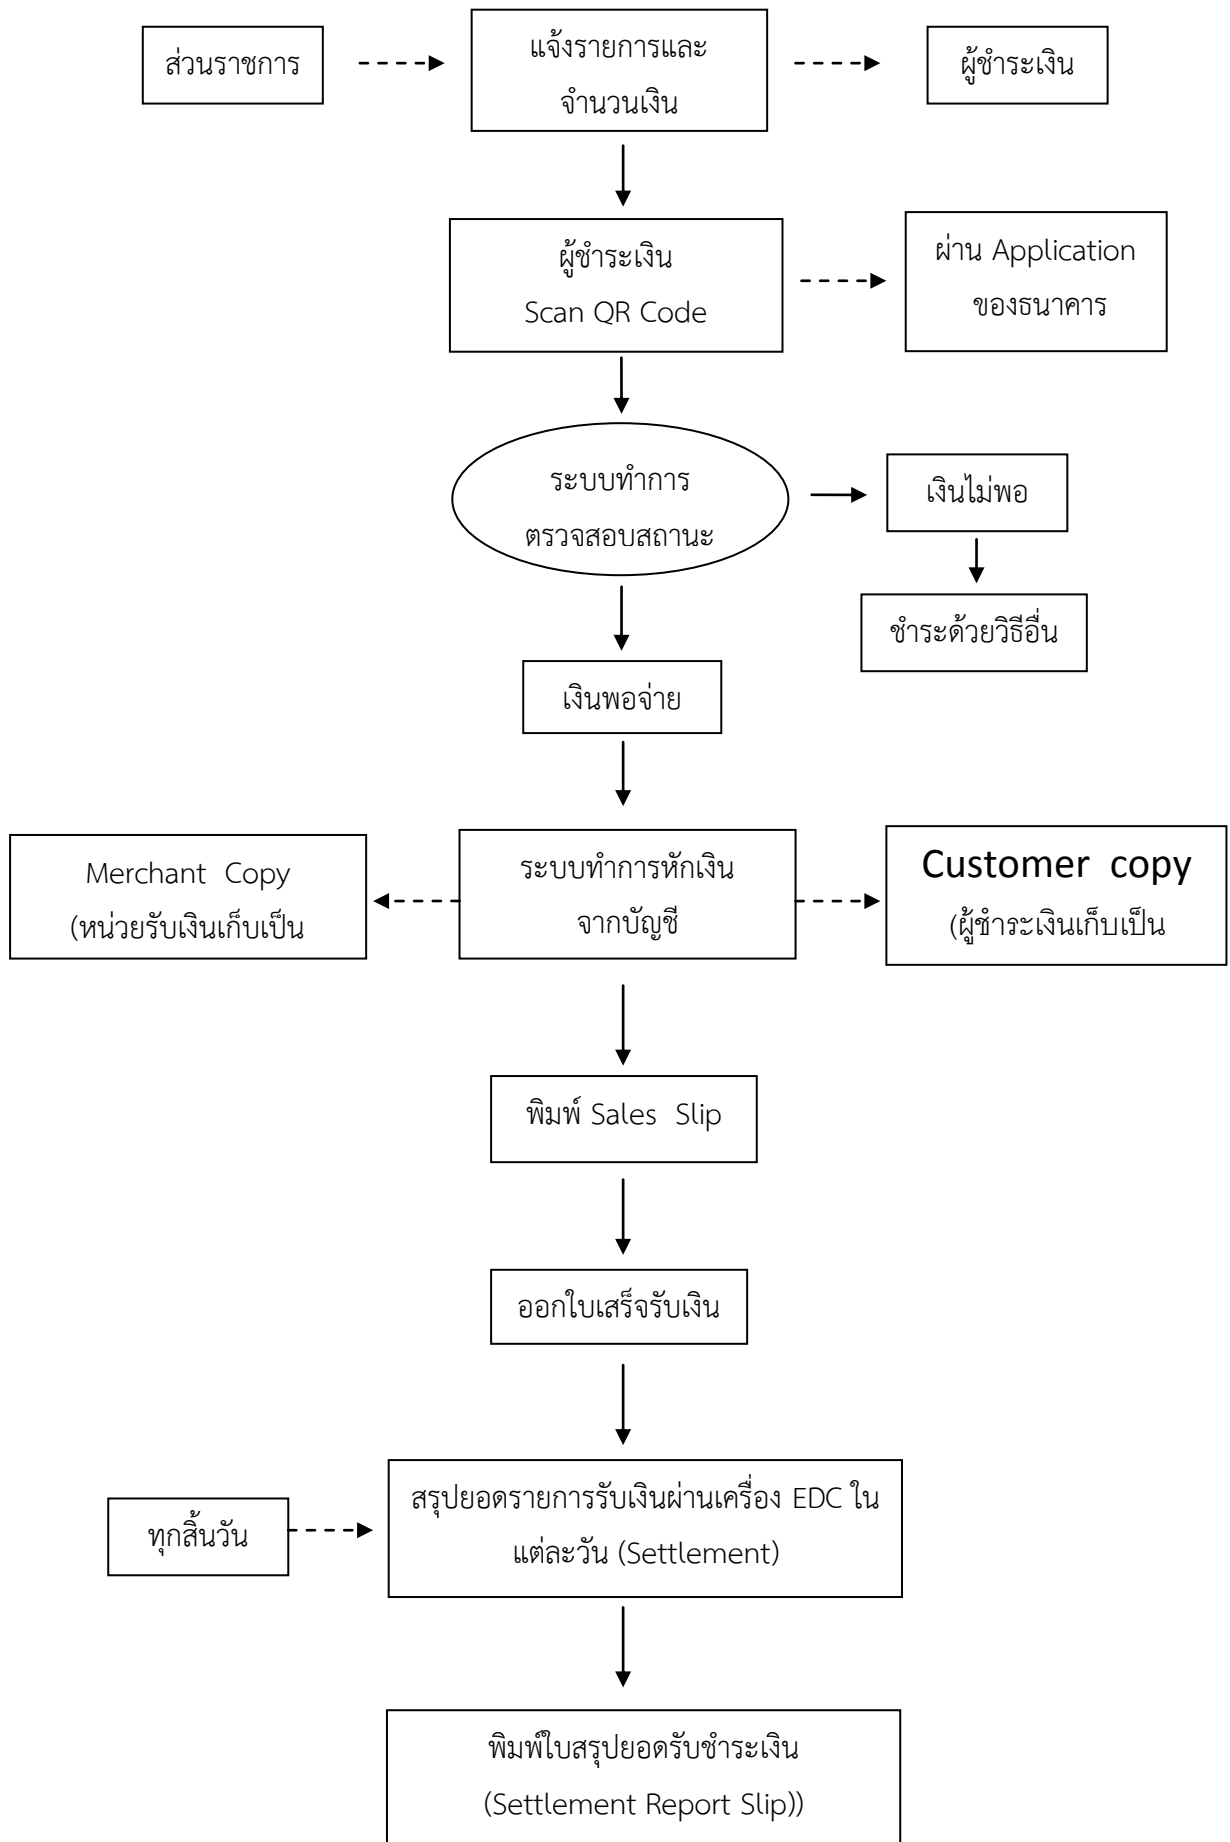 ส่วนราชการ
แจ้งรายการและ
จำนวนเงิน
ผู้ชำระเงิน
ผู้ชำระเงิน
Scan QR Code
ผ่าน Application
ของธนาคาร
ระบบทำการ
ตรวจสอบสถานะ
เงินไม่พอ
ชำระด้วยวิธีอื่น
เงินพอจ่าย
Merchant Copy
(หน่วยรับเงินเก็บเป็น
ระบบทำการหักเงิน
จากบัญชี
Customer copy
(ผู้ชำระเงินเก็บเป็น
พิมพ์ Sales Slip
ออกใบเสร็จรับเงิน
ทุกสิ้นวัน
สรุปยอดรายการรับเงินผ่านเครื่อง EDC ใน
แต่ละวัน (Settlement)
พิมพ์ใบสรุปยอดรับชำระเงิน
(Settlement Report Slip))